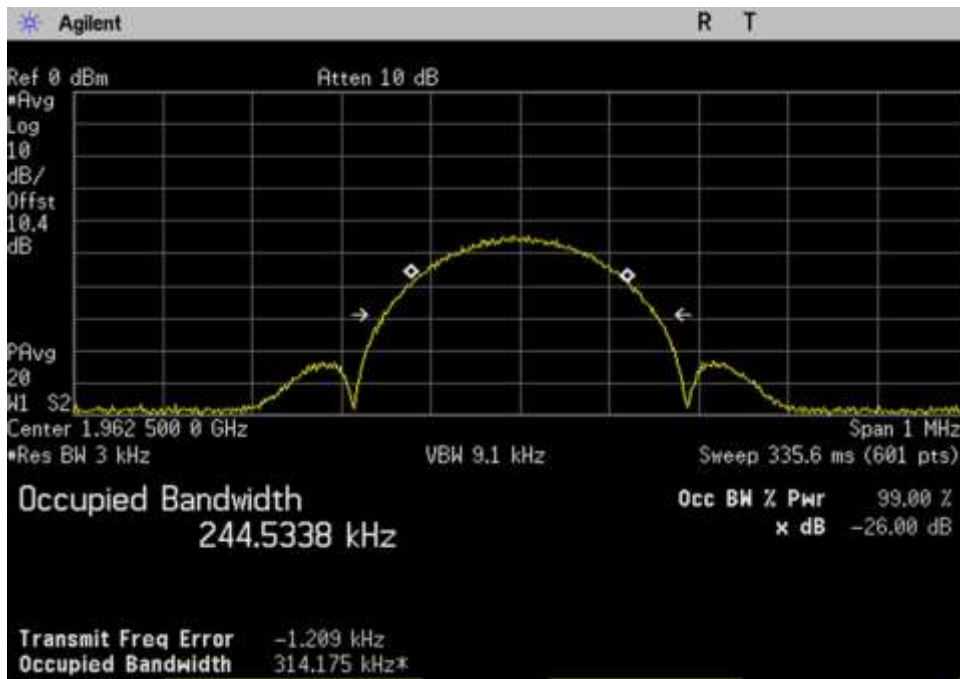 Agilent R T
Ref 0 dBm Atten 10 dB
*Avg
Log
10
dB/
Offst
10.4
dB
PAvg
20
W1 S2
Center 1.962 500 0 GHz Span 1 MHz
*Res BW 3 kHz VBW 9.1 kHz Sweep 335.6 ms (601 pts)
Occupied Bandwidth Occ BW % Pwr 99.00 %
244.5338 kHz x dB -26.00 dB
Transmit Freq Error -1.209 kHz
Occupied Bandwidth 314.175 kHz*